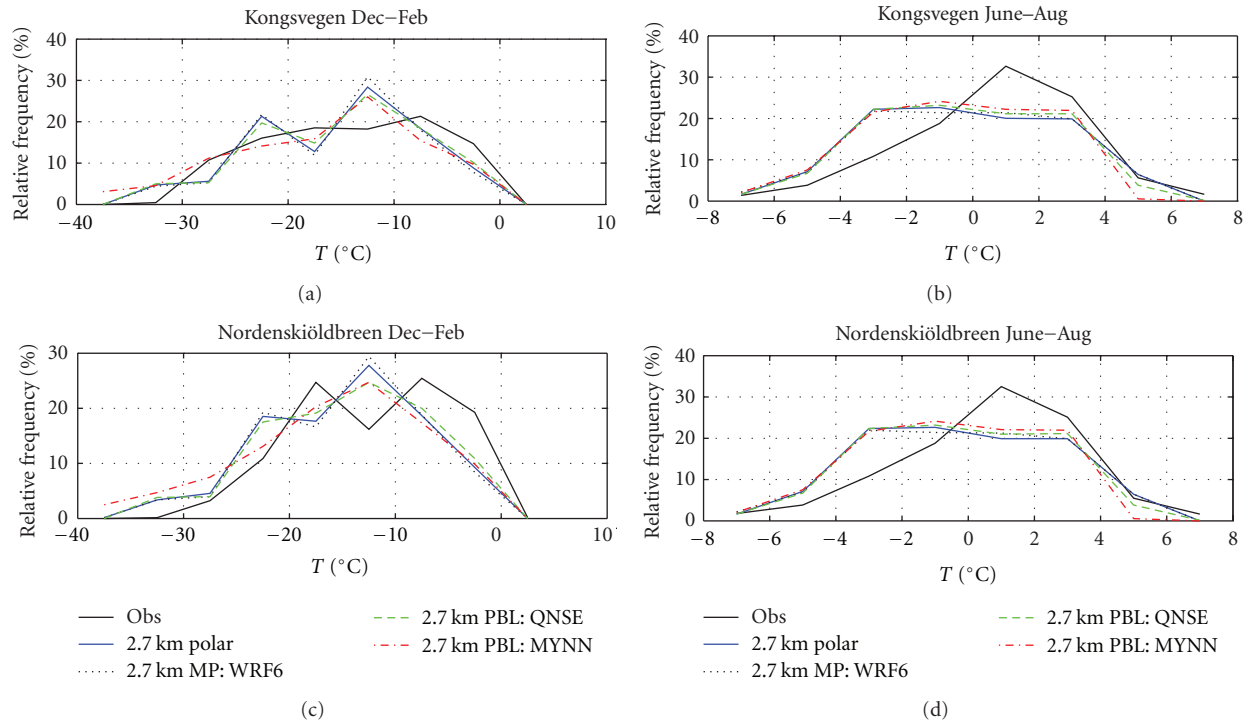 Kongsvegen Dec−Feb
Relative frequency (%)
40
30
20
10
0
−40 −30 −20 −10 0 10
T (°C)
(a)
Kongsvegen June−Aug
Relative frequency (%)
40
30
20
10
0
−8 −6 −4 −2 0 2 4 6 8
T (°C)
(b)
Nordenskiöldbreen Dec−Feb
Relative frequency (%)
30
20
10
0
−40 −30 −20 −10 0 10
T (°C)
Obs
2.7 km polar
2.7 km MP: WRF6
2.7 km PBL: QNSE
2.7 km PBL: MYNN
(c)
Nordenskiöldbreen June−Aug
Relative frequency (%)
40
30
20
10
0
−8 −6 −4 −2 0 2 4 6 8
T (°C)
Obs
2.7 km polar
2.7 km MP: WRF6
2.7 km PBL: QNSE
2.7 km PBL: MYNN
(d)